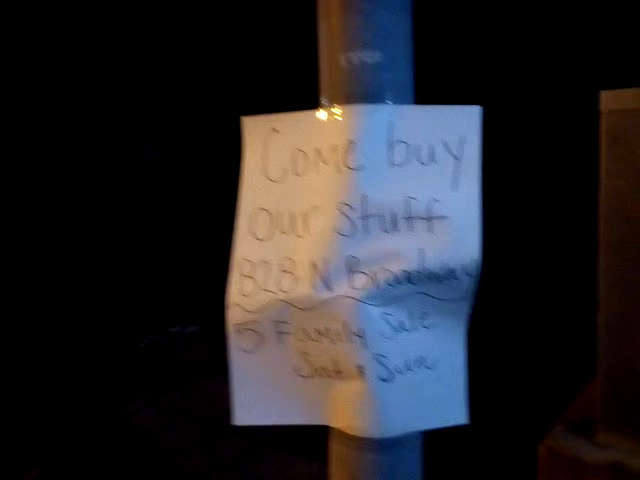 Come buy
our stuff
828 N Broadway
5 Family Sale
Sat & Sun